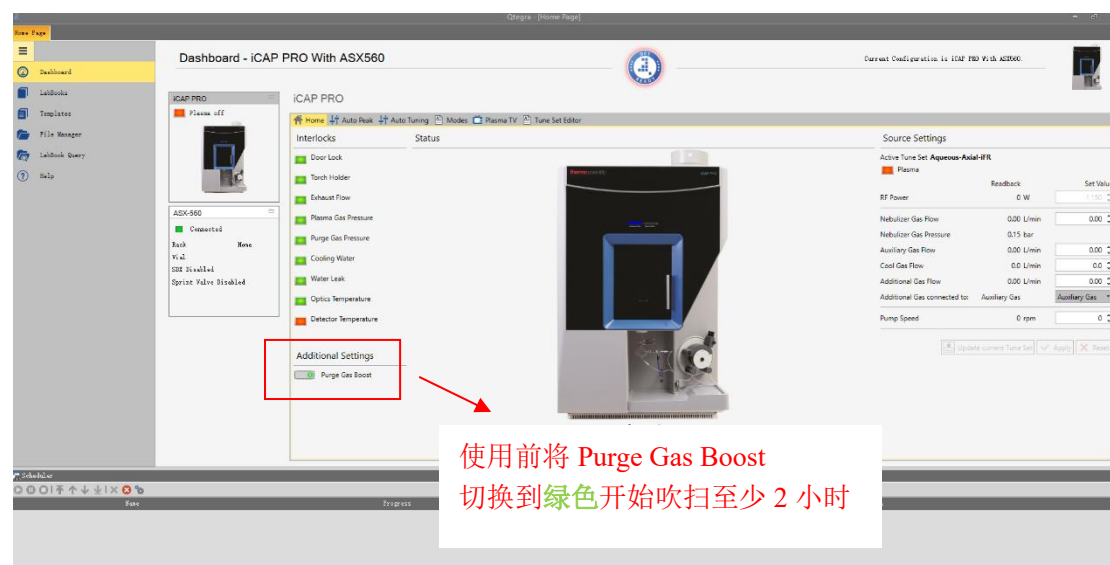 Qtegra - [Home Page]
Home Page
Dashboard
LabBooks
Templates
File Manager
LabBook Query
Help
Dashboard - iCAP PRO With ASX560
Current Configuration is iCAP PRO With ASX560.
iCAP PRO
Plasma off
ASX-560
Connected
Rack None
Vial
SDX Disabled
Sprint Valve Disabled
iCAP PRO
Home Auto Peak Auto Tuning Modes Plasma TV Tune Set Editor
Interlocks
Door Lock
Torch Holder
Exhaust Flow
Plasma Gas Pressure
Purge Gas Pressure
Cooling Water
Water Leak
Optics Temperature
Detector Temperature
Additional Settings
Purge Gas Boost
Status
Source Settings
Active Tune Set Aqueous-Axial-iFR
Plasma
Readback Set Valu
RF Power 0 W 1150
Nebulizer Gas Flow 0.00 L/min 0.00
Nebulizer Gas Pressure 0.15 bar
Auxiliary Gas Flow 0.00 L/min 0.00
Cool Gas Flow 0.0 L/min 0.0
Additional Gas Flow 0.00 L/min 0.00
Additional Gas connected to: Auxiliary Gas Auxiliary Gas
Pump Speed 0 rpm 0
Update current Tune Set Apply Reset
使用前将 Purge Gas Boost
切换到绿色开始吹扫至少 2 小时
Scheduler
Name Progress